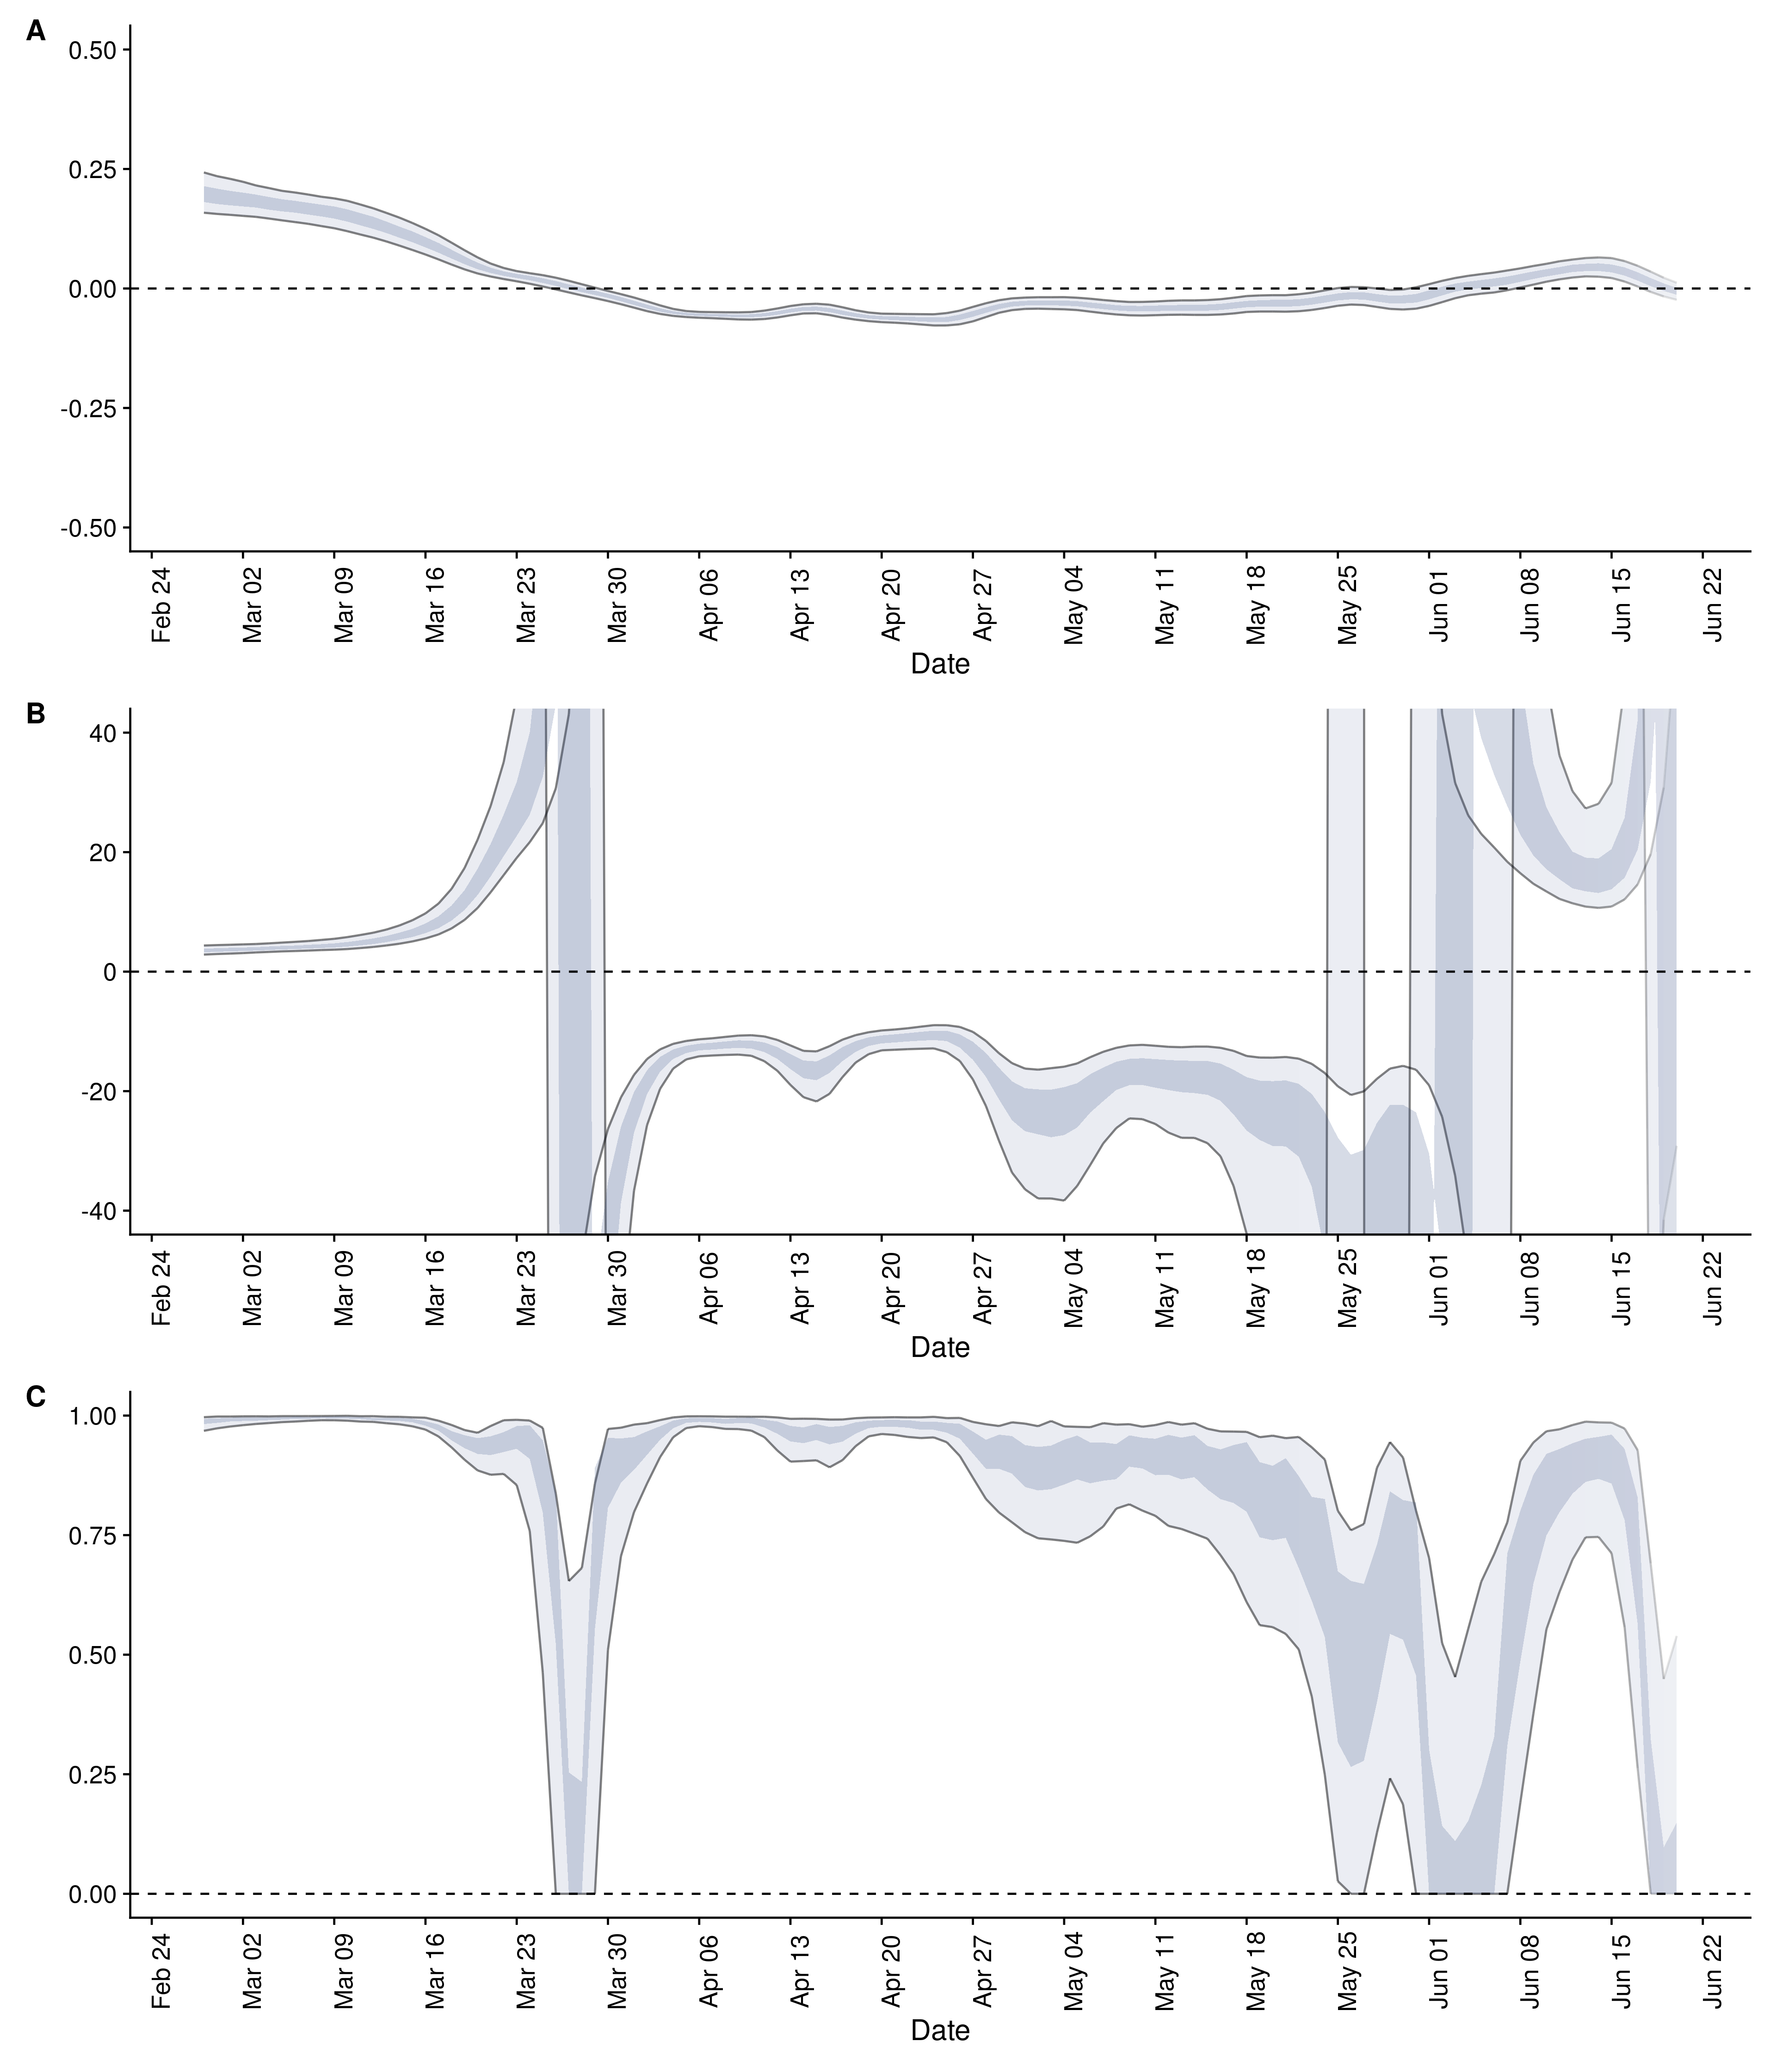 A
0.50
0.25
0.00
-0.25
-0.50
Feb 24
Mar 02
Mar 09
Mar 16
Mar 23
Mar 30
Apr 06
Apr 13
Apr 20
Apr 27
May 04
May 11
May 18
May 25
Jun 01
Jun 08
Jun 15
Jun 22
Date
B
40
20
0
-20
-40
Feb 24
Mar 02
Mar 09
Mar 16
Mar 23
Mar 30
Apr 06
Apr 13
Apr 20
Apr 27
May 04
May 11
May 18
May 25
Jun 01
Jun 08
Jun 15
Jun 22
Date
C
1.00
0.75
0.50
0.25
0.00
Feb 24
Mar 02
Mar 09
Mar 16
Mar 23
Mar 30
Apr 06
Apr 13
Apr 20
Apr 27
May 04
May 11
May 18
May 25
Jun 01
Jun 08
Jun 15
Jun 22
Date